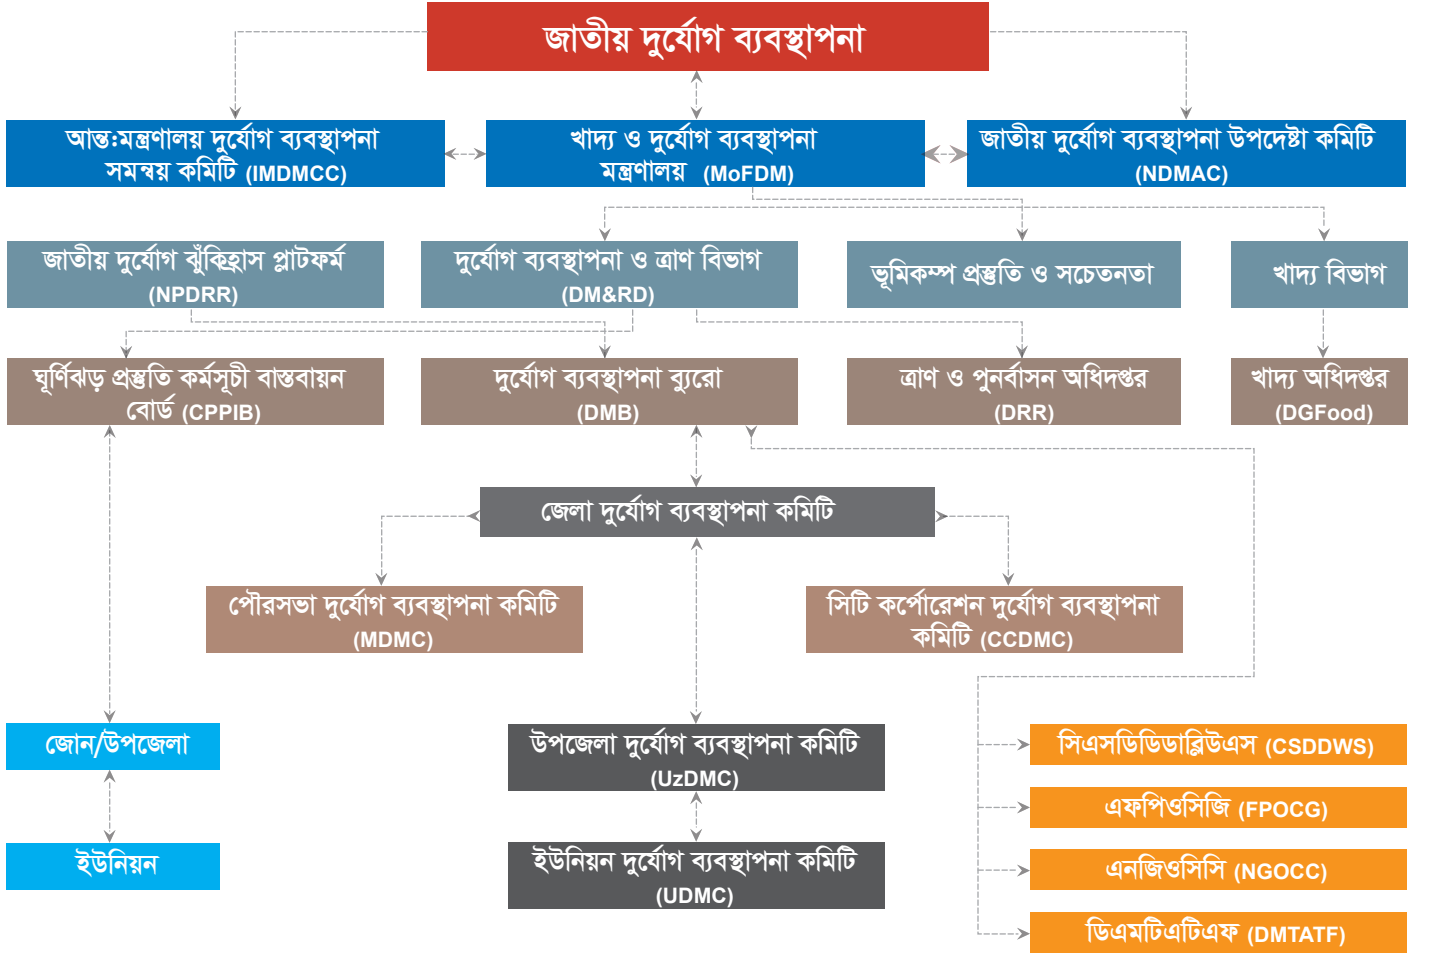 জাতীয় দুর্যোগ ব্যবস্থাপনা
আন্ত:মন্ত্রণালয় দুর্যোগ ব্যবস্থাপনা
সমন্বয় কমিটি (IMDMCC)
খাদ্য ও দুর্যোগ ব্যবস্থাপনা
মন্ত্রণালয় (MoFDM)
জাতীয় দুর্যোগ ব্যবস্থাপনা উপদেষ্টা কমিটি
(NDMAC)
জাতীয় দুর্যোগ ঝুঁকিহ্রাস প্লাটফর্ম
(NPDRR)
দুর্যোগ ব্যবস্থাপনা ও ত্রাণ বিভাগ
(DM&RD)
ভূমিকম্প প্রস্তুতি ও সচেতনতা
খাদ্য বিভাগ
ঘূর্ণিঝড় প্রস্তুতি কর্মসূচী বাস্তবায়ন
বোর্ড (CPPIB)
দুর্যোগ ব্যবস্থাপনা ব্যুরো
(DMB)
ত্রাণ ও পুনর্বাসন অধিদপ্তর
(DRR)
খাদ্য অধিদপ্তর
(DGFood)
জেলা দুর্যোগ ব্যবস্থাপনা কমিটি
পৌরসভা দুর্যোগ ব্যবস্থাপনা কমিটি
(MDMC)
সিটি কর্পোরেশন দুর্যোগ ব্যবস্থাপনা
কমিটি (CCDMC)
জোন/উপজেলা
উপজেলা দুর্যোগ ব্যবস্থাপনা কমিটি
(UzDMC)
সিএসডিডিডাব্লিউএস (CSDDWS)
এফপিওসিজি (FPOCG)
ইউনিয়ন
ইউনিয়ন দুর্যোগ ব্যবস্থাপনা কমিটি
(UDMC)
এনজিওসিসি (NGOCC)
ডিএমটিএটিএফ (DMTATF)